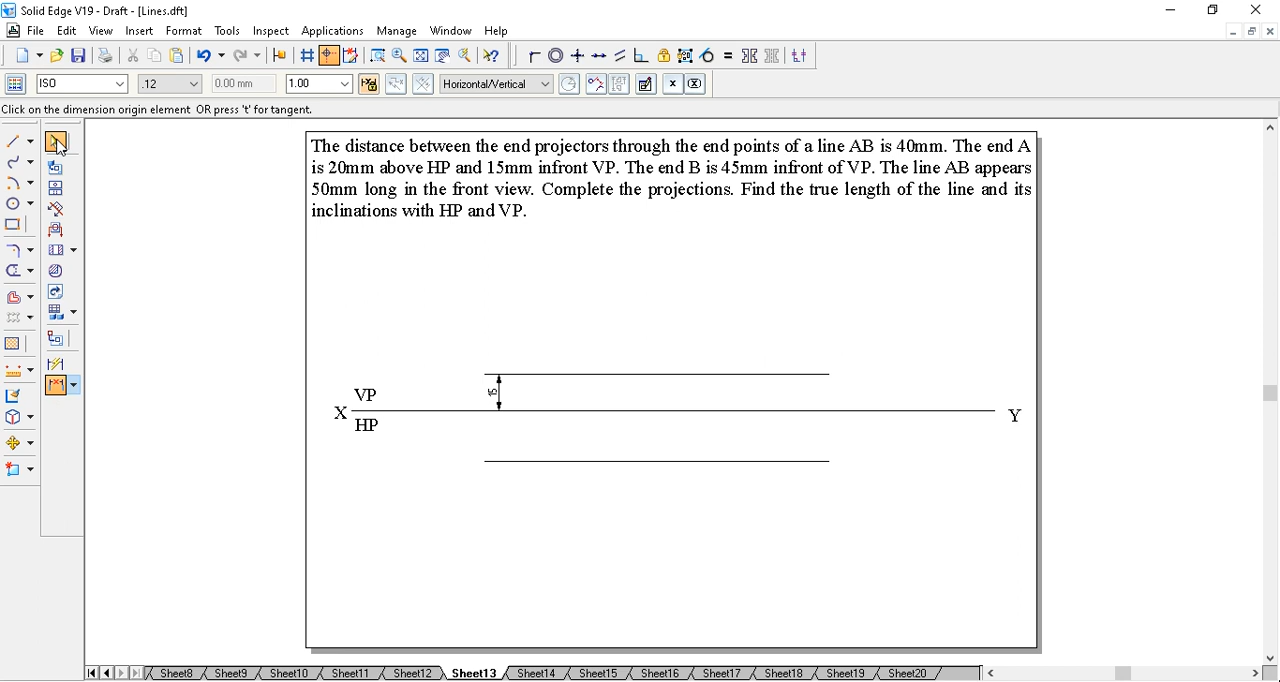 Solid Edge V19 - Draft - [Lines.dft]
File Edit View Insert Format Tools Inspect Applications Manage Window Help
ISO .12 0.00 mm 1.00 Horizontal/Vertical
Click on the dimension origin element OR press 't' for tangent.
The distance between the end projectors through the end points of a line AB is 40mm. The end A
is 20mm above HP and 15mm infront VP. The end B is 45mm infront of VP. The line AB appears
50mm long in the front view. Complete the projections. Find the true length of the line and its
inclinations with HP and VP.
VP
15
X
Y
HP
Sheet8 Sheet9 Sheet10 Sheet11 Sheet12 Sheet13 Sheet14 Sheet15 Sheet16 Sheet17 Sheet18 Sheet19 Sheet20